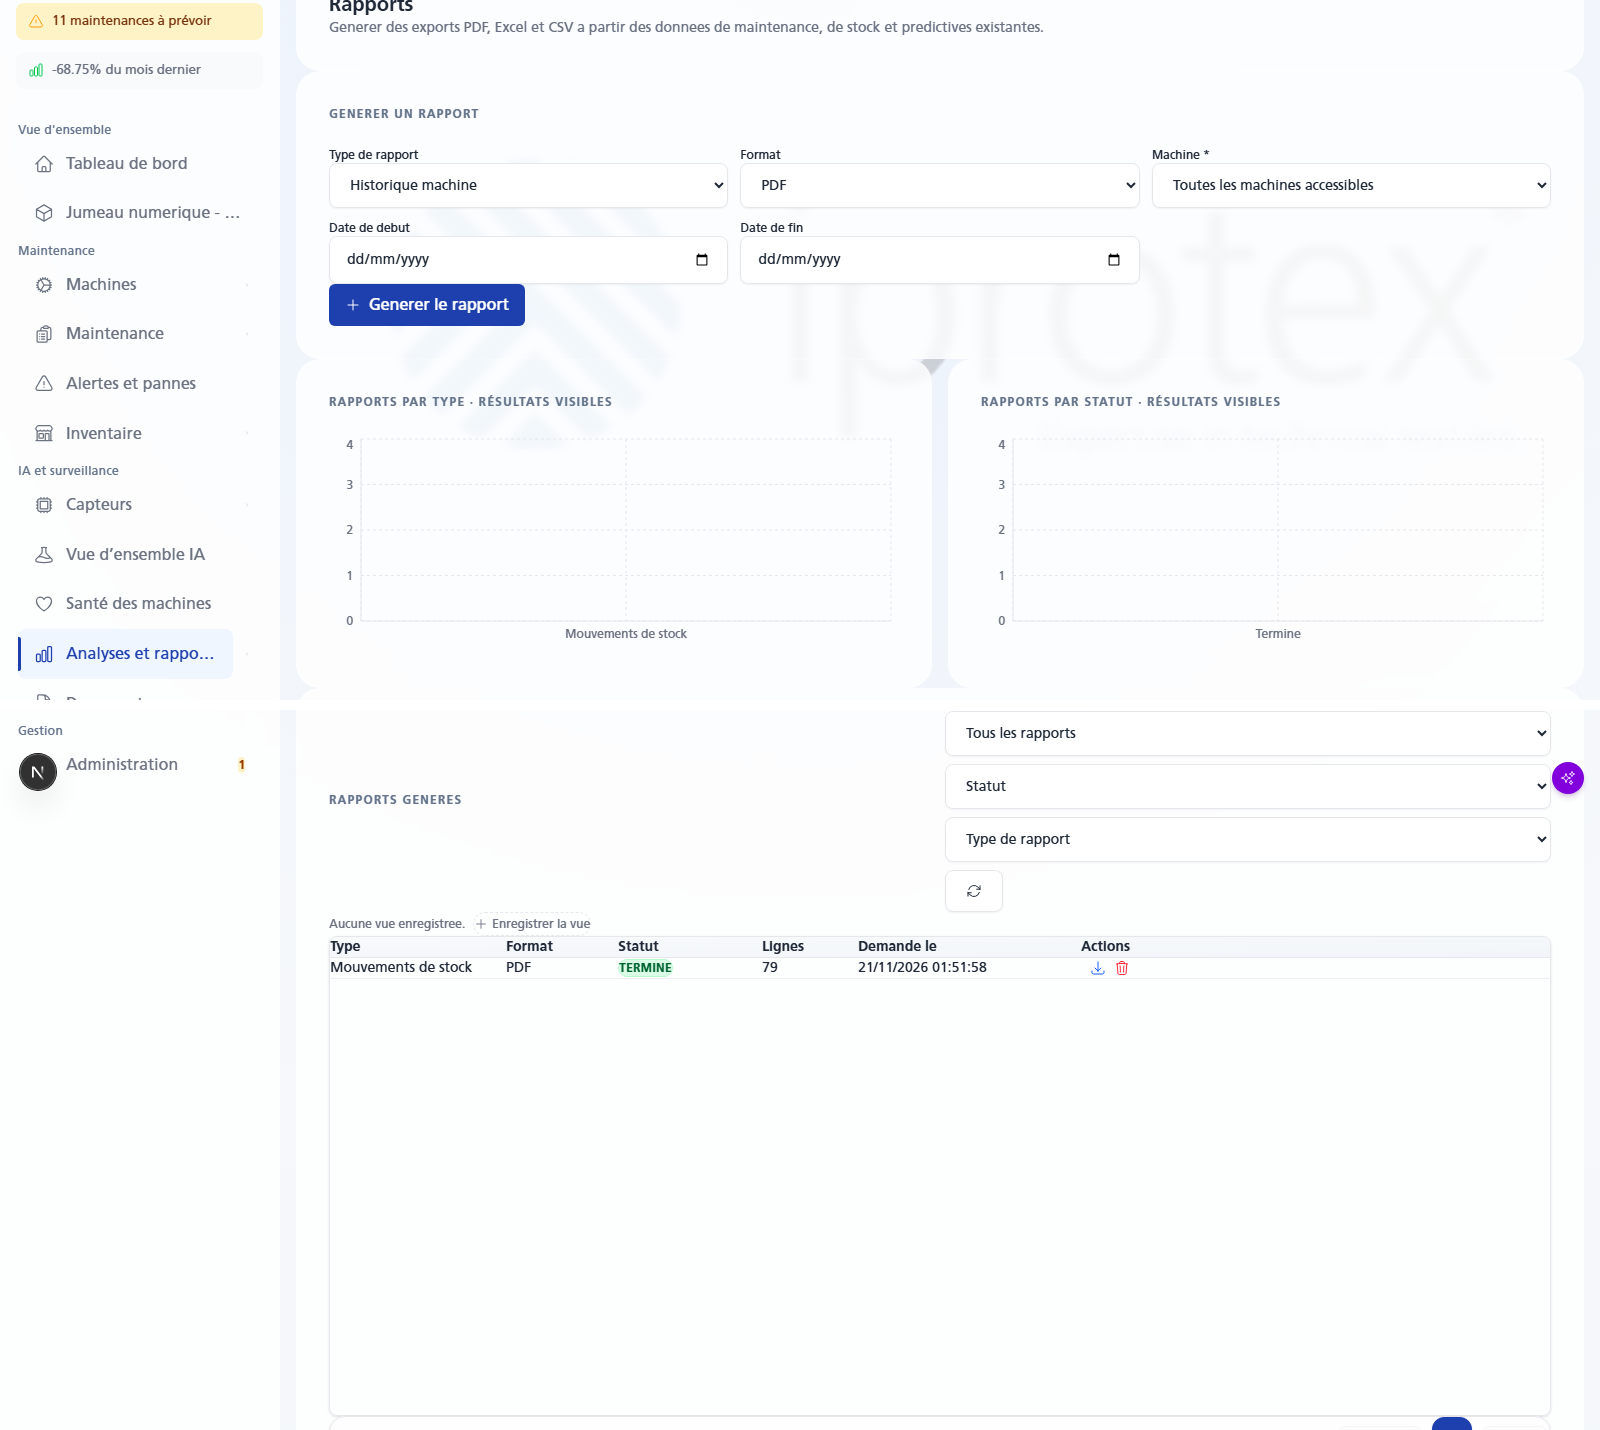 11 maintenances à prévoir
-68.75% du mois dernier
Vue d'ensemble
Tableau de bord
Jumeau numerique - ...
Maintenance
Machines
Maintenance
Alertes et pannes
Inventaire
IA et surveillance
Capteurs
Vue d’ensemble IA
Santé des machines
Analyses et rappo...
Gestion
Administration
1
N
Rapports
Generer des exports PDF, Excel et CSV a partir des donnees de maintenance, de stock et predictives existantes.
GENERER UN RAPPORT
Type de rapport
Format
Machine *
Historique machine
PDF
Toutes les machines accessibles
Date de debut
Date de fin
dd/mm/yyyy
dd/mm/yyyy
Generer le rapport
iprotex
RAPPORTS PAR TYPE · RÉSULTATS VISIBLES
4
3
2
1
0
Mouvements de stock
RAPPORTS PAR STATUT · RÉSULTATS VISIBLES
4
3
2
1
0
Termine
RAPPORTS GENERES
Tous les rapports
Statut
Type de rapport
Aucune vue enregistree. + Enregistrer la vue
Type Format Statut Lignes Demande le Actions
Mouvements de stock PDF TERMINE 79 21/11/2026 01:51:58